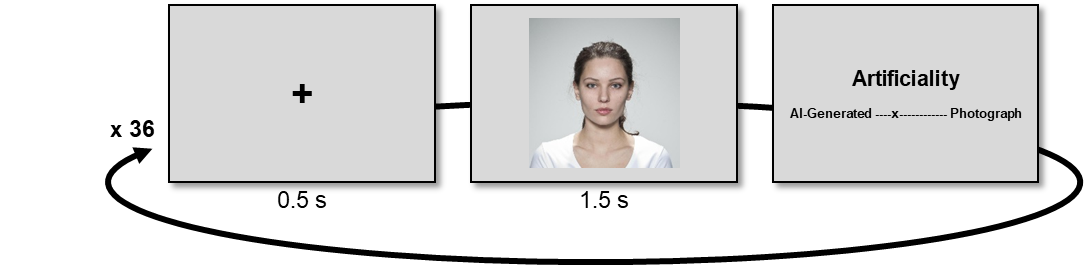 +
Artificiality
AI-Generated ----x------------ Photograph
x 36
0.5 s
1.5 s